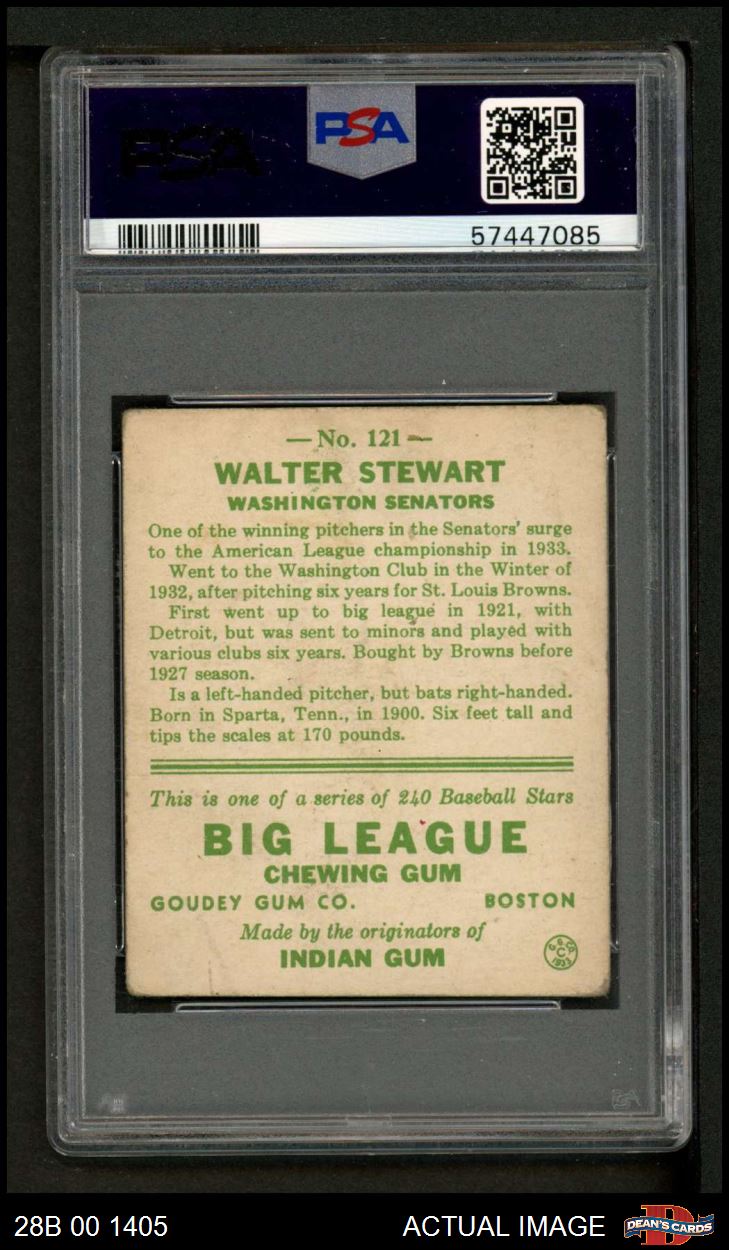 PSA
PSA
57447085
— No. 121 —
WALTER STEWART
WASHINGTON SENATORS
One of the winning pitchers in the Senators' surge
to the American League championship in 1933.
Went to the Washington Club in the Winter of
1932, after pitching six years for St. Louis Browns.
First went up to big league in 1921, with
Detroit, but was sent to minors and played with
various clubs six years. Bought by Browns before
1927 season.
Is a left-handed pitcher, but bats right-handed.
Born in Sparta, Tenn., in 1900. Six feet tall and
tips the scales at 170 pounds.
This is one of a series of 240 Baseball Stars
BIG LEAGUE
CHEWING GUM
GOUDEY GUM CO. BOSTON
Made by the originators of
INDIAN GUM
G. G. CO.
C
1933
PSA
28B 00 1405 ACTUAL IMAGE DEAN'S CARDS